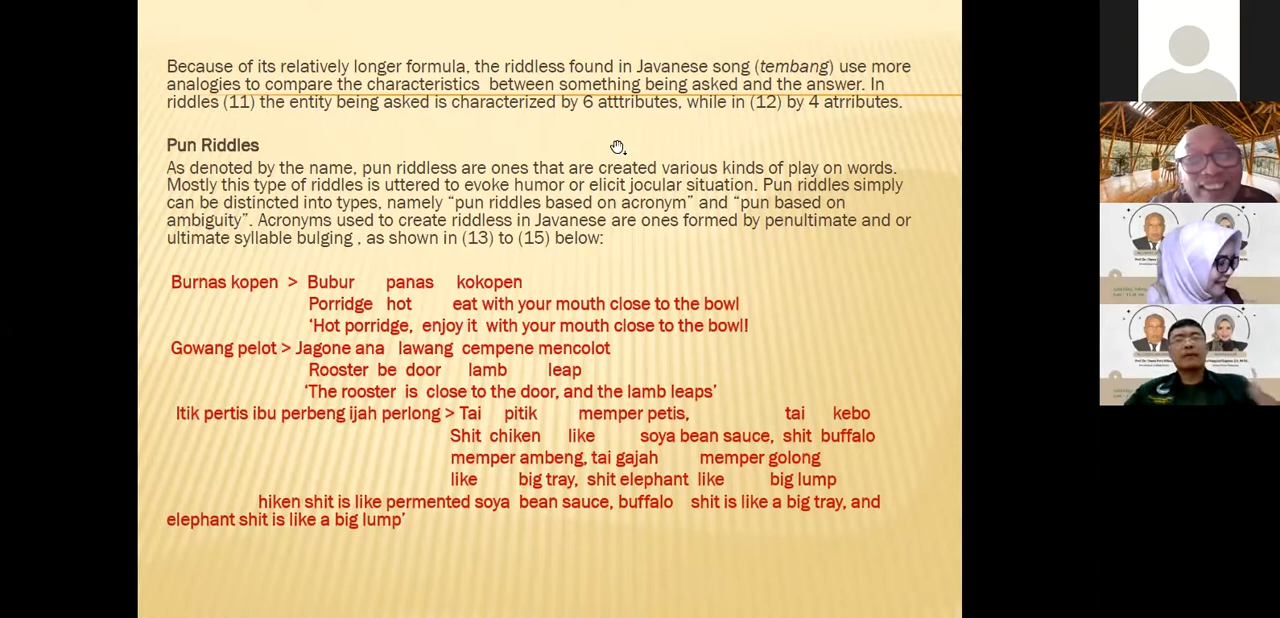 Because of its relatively longer formula, the riddless found in Javanese song (tembang) use more
analogies to compare the characteristics between something being asked and the answer. In
riddles (11) the entity being asked is characterized by 6 atttributes, while in (12) by 4 atrributes.
Pun Riddles
As denoted by the name, pun riddless are ones that are created various kinds of play on words.
Mostly this type of riddles is uttered to evoke humor or elicit jocular situation. Pun riddles simply
can be distincted into types, namely “pun riddles based on acronym” and “pun based on
ambiguity”. Acronyms used to create riddless in Javanese are ones formed by penultimate and or
ultimate syllable bulging , as shown in (13) to (15) below:
Burnas kopen > Bubur panas kokopen
Porridge hot eat with your mouth close to the bowl
‘Hot porridge, enjoy it with your mouth close to the bowl!
Gowang pelot > Jagone ana lawang cempene mencolot
Rooster be door lamb leap
‘The rooster is close to the door, and the lamb leaps’
Itik pertis ibu perbeng ijah perlong > Tai pitik memper petis, tai kebo
Shit chiken like soya bean sauce, shit buffalo
memper ambeng, tai gajah memper golong
like big tray, shit elephant like big lump
hiken shit is like permented soya bean sauce, buffalo shit is like a big tray, and
elephant shit is like a big lump’